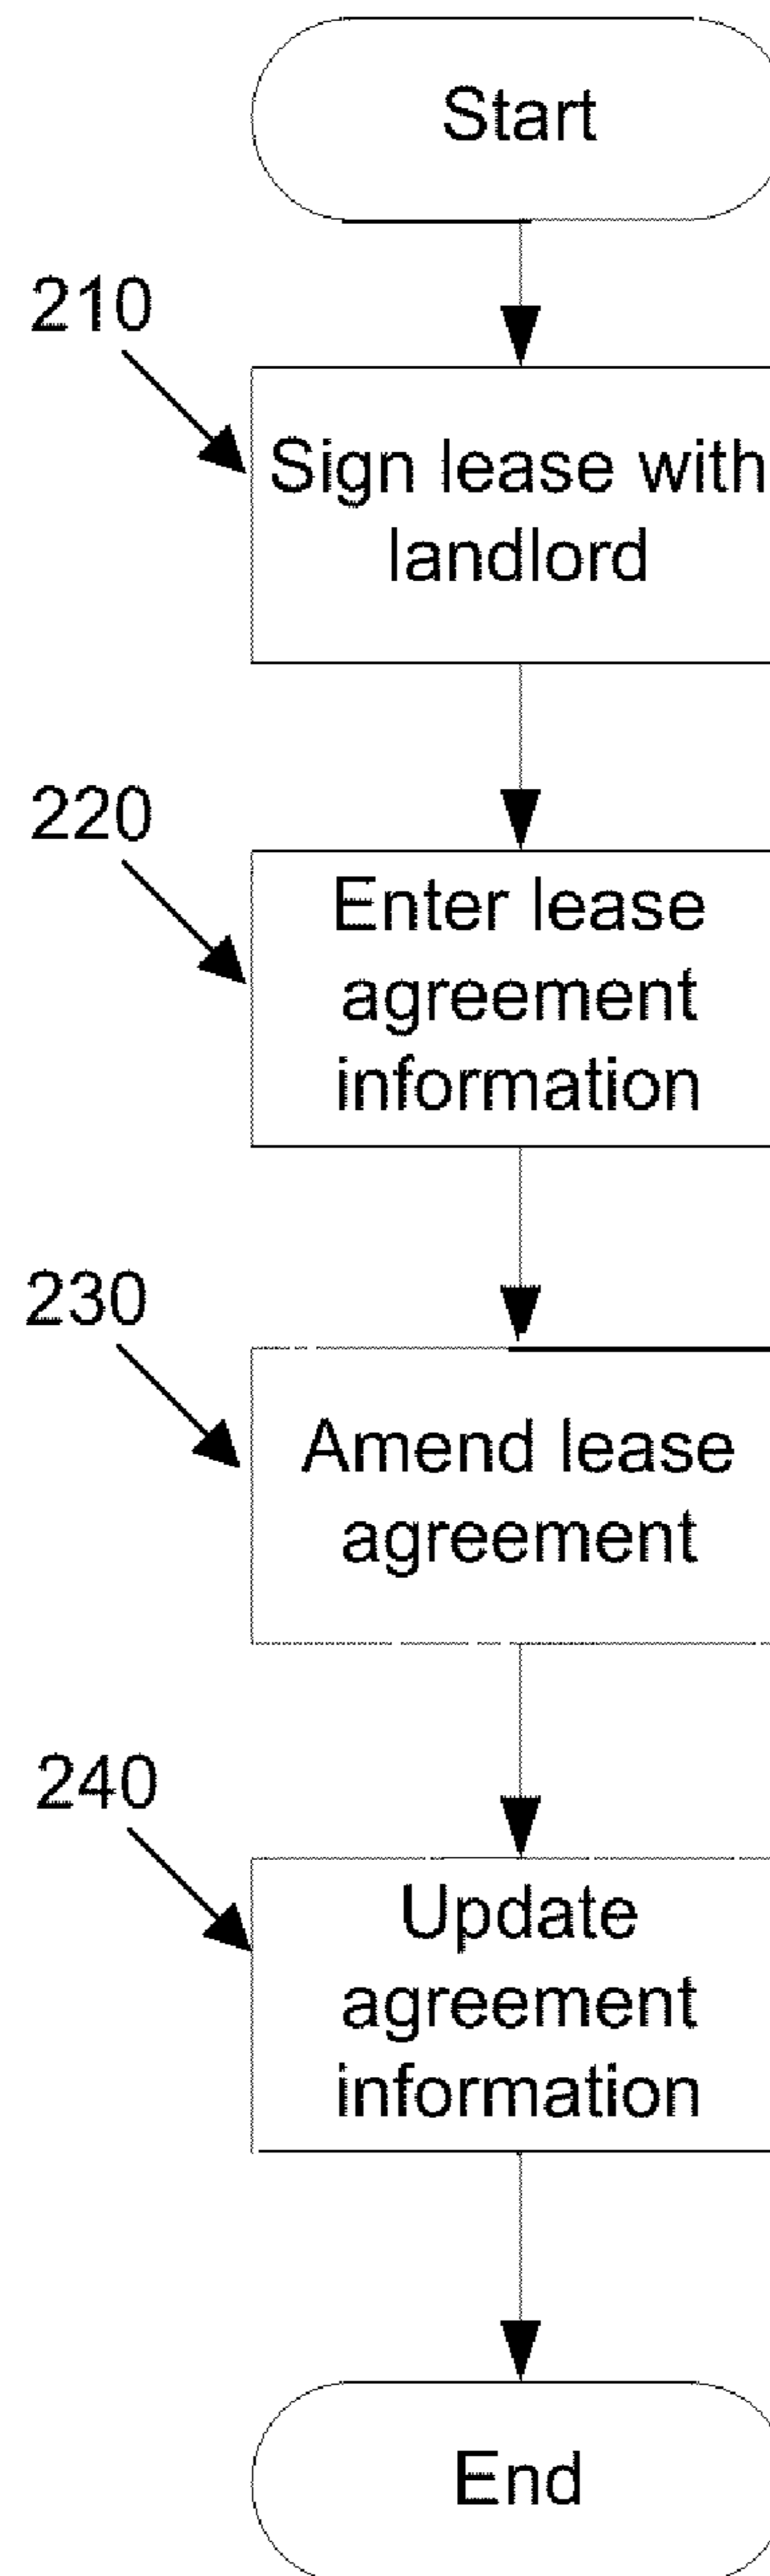 Start
210
Sign lease with
landlord
220
Enter lease
agreement
information
230
Amend lease
agreement
240
Update
agreement
information
End